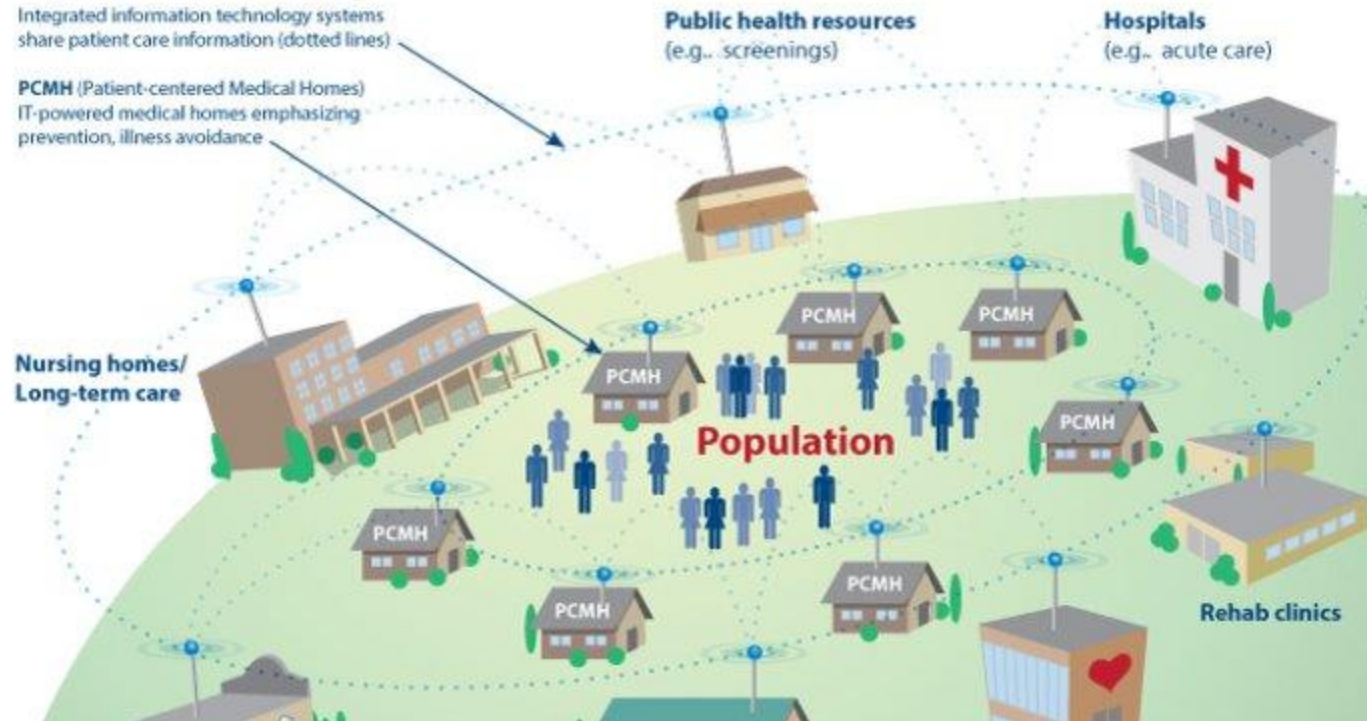 Integrated information technology systems
share patient care information (dotted lines)
PCMH (Patient-centered Medical Homes)
IT-powered medical homes emphasizing
prevention, illness avoidance
Public health resources
(e.g.. screenings)
Hospitals
(e.g.. acute care)
Nursing homes/
Long-term care
PCMH
PCMH
PCMH
PCMH
Population
PCMH
PCMH
PCMH
Rehab clinics